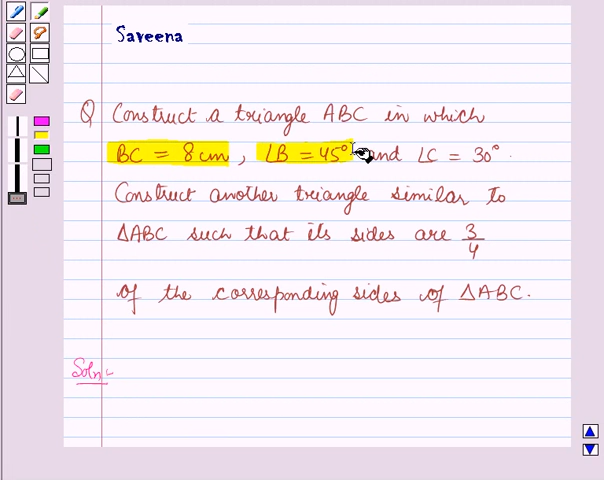 Saveena
Q Construct a triangle ABC in which
BC = 8 cm , ∠B = 45° and ∠C = 30° .
Construct another triangle similar to
ΔABC such that its sides are 3/4
of the corresponding sides of ΔABC.
Soln :